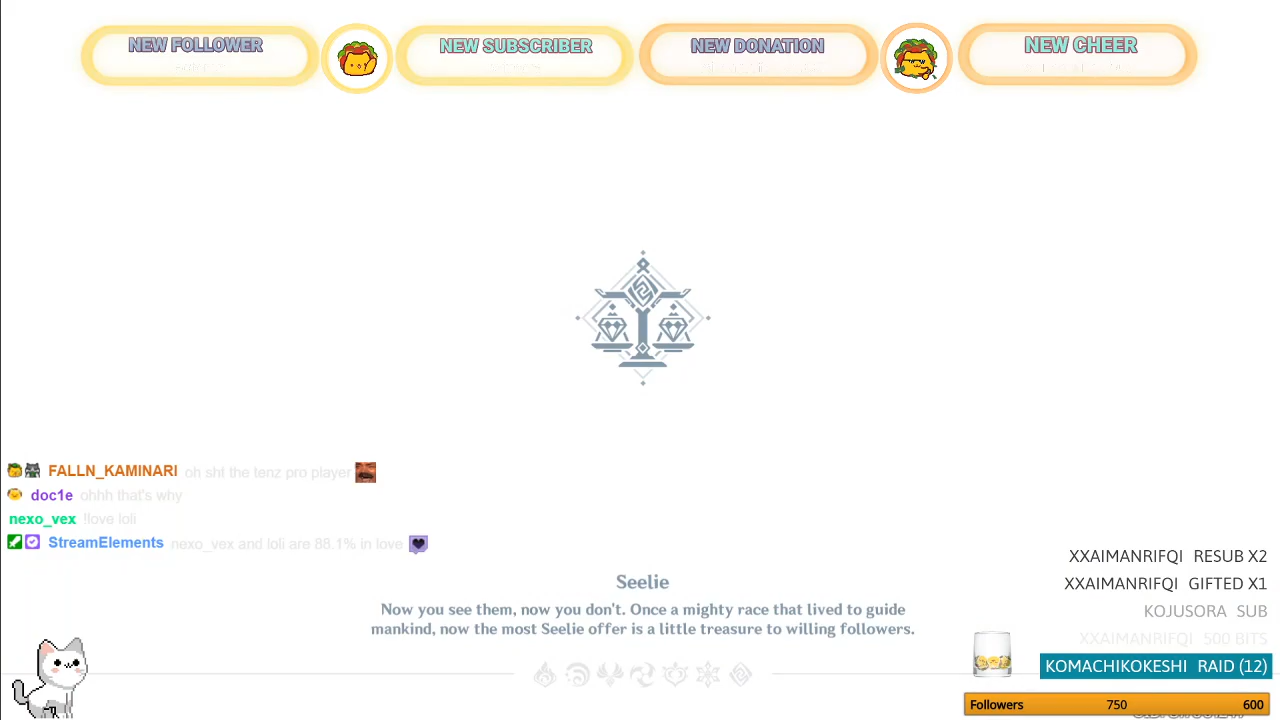 NEW FOLLOWER
NEW SUBSCRIBER
NEW DONATION
NEW CHEER
FALLN_KAMINARI oh sht the tenz pro player
doc1e ohhh that's why
nexo_vex !love loli
StreamElements nexo_vex and loli are 88.1% in love
Seelie
Now you see them, now you don't. Once a mighty race that lived to guide
mankind, now the most Seelie offer is a little treasure to willing followers.
XXAIMANRIFQI RESUB X2
XXAIMANRIFQI GIFTED X1
KOJUSORA SUB
XXAIMANRIFQI 500 BITS
KOMACHIKOKESHI RAID (12)
Followers 750 600